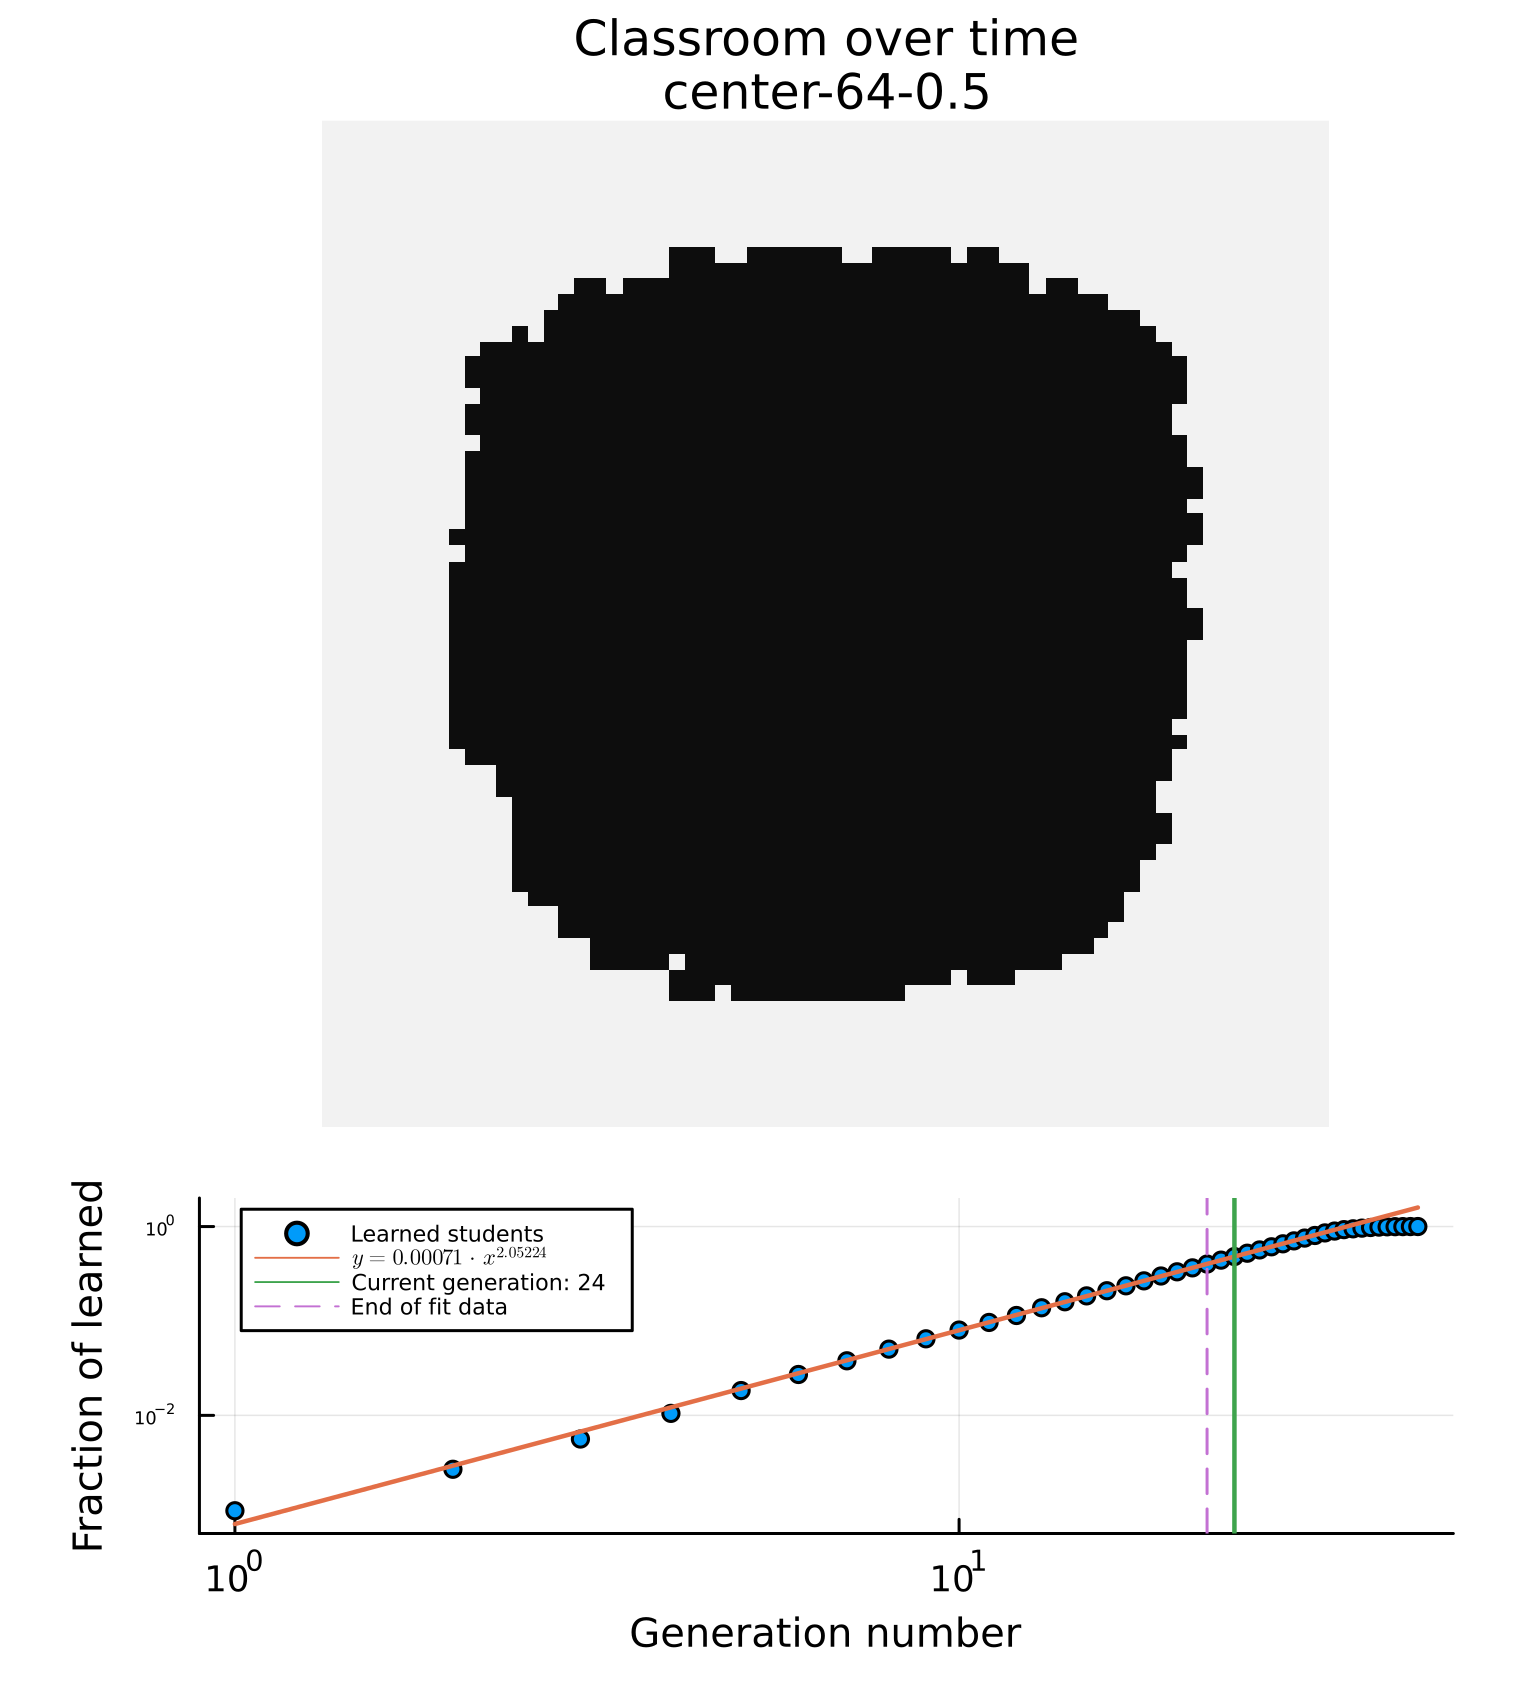 Classroom over time
center-64-0.5
Fraction of learned
10^0
10^−2
Learned students
y = 0.00071 · x^2.05224
Current generation: 24
End of fit data
10^0
10^1
Generation number